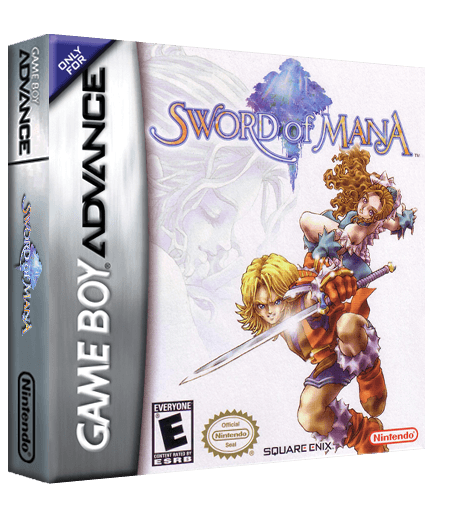 GAME BOY
ADVANCE
SWORD of MANA
Nintendo
ONLY
FOR
GAME BOY ADVANCE
SWORD of MANA
TM
EVERYONE
E
CONTENT RATED BY
ESRB
Official
Nintendo
Seal
SQUARE ENIX
Nintendo